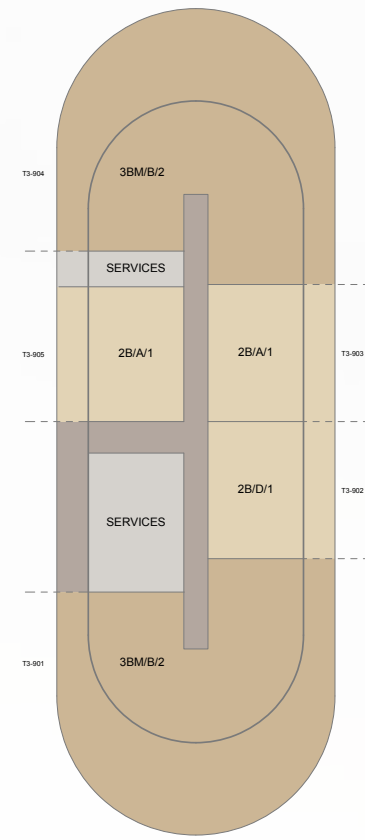 T3-904
3BM/B/2
SERVICES
T3-905
2B/A/1
2B/A/1
T3-903
2B/D/1
T3-902
SERVICES
T3-901
3BM/B/2